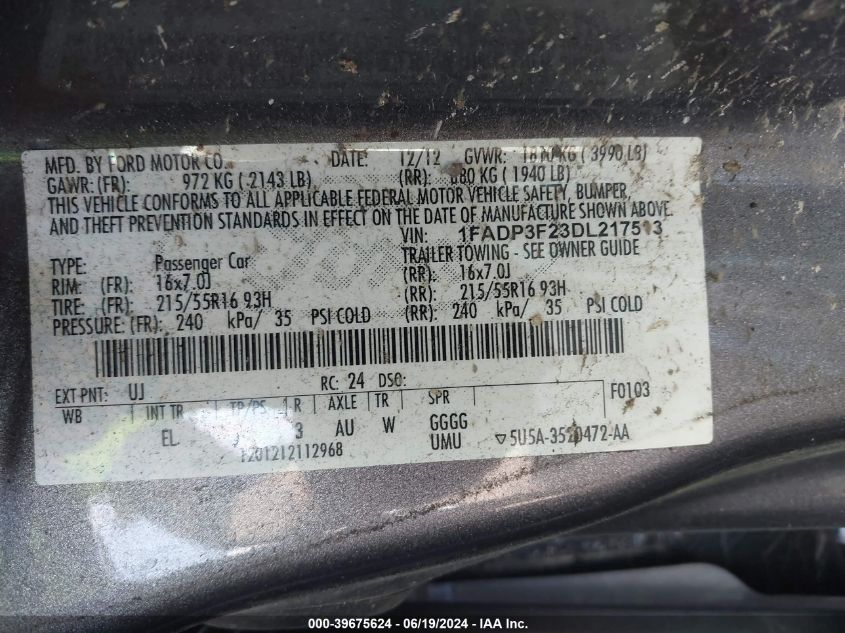 MFD. BY FORD MOTOR CO. DATE: 12/12 GVWR: KG ( 3990 LB)
GAWR: (FR): 972 KG ( 2143 LB) (RR): KG ( 1940 LB)
THIS VEHICLE CONFORMS TO ALL APPLICABLE FEDERAL MOTOR VEHICLE SAFETY, BUMPER,
AND THEFT PREVENTION STANDARDS IN EFFECT ON THE DATE OF MANUFACTURE SHOWN ABOVE.
VIN:
TRAILER TOWING - SEE OWNER GUIDE
TYPE: Passenger Car
RIM: (FR): 16x7.0J (RR): 16x7.0J
TIRE: (FR): 215/55R16 93H (RR): 215/55R16 93H
PRESSURE: (FR): 240 kPa/ 35 PSI COLD (RR): 240 kPa/ 35 PSI COLD
EXT PNT: UJ RC: 24 DSO: F0103
WB INT TR TP/PS R AXLE TR SPR
EL 3 AU W GGGG
UMU
▽5U5A-3520472-AA
1201212112968
000-39675624 - 06/19/2024 - IAA Inc.